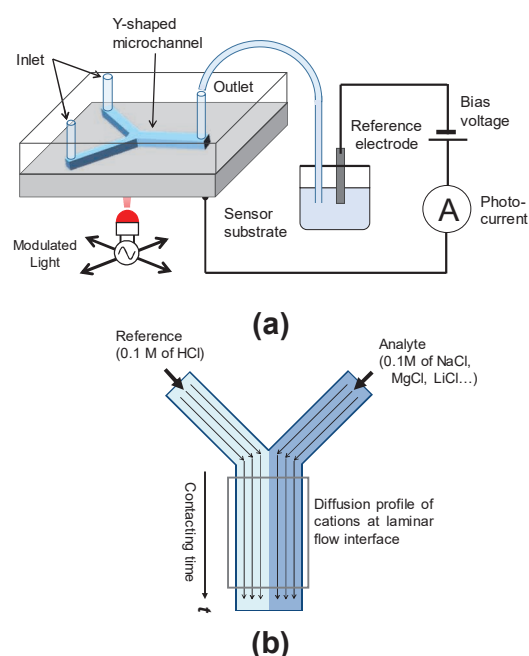 Y-shaped
microchannel
Inlet
Outlet
Reference
electrode
Bias
voltage
A
Photo-
current
Sensor
substrate
Modulated
Light
(a)
Reference
(0.1 M of HCl)
Analyte
(0.1M of NaCl,
MgCl, LiCl...)
Contacting time
t
Diffusion profile of
cations at laminar
flow interface
(b)